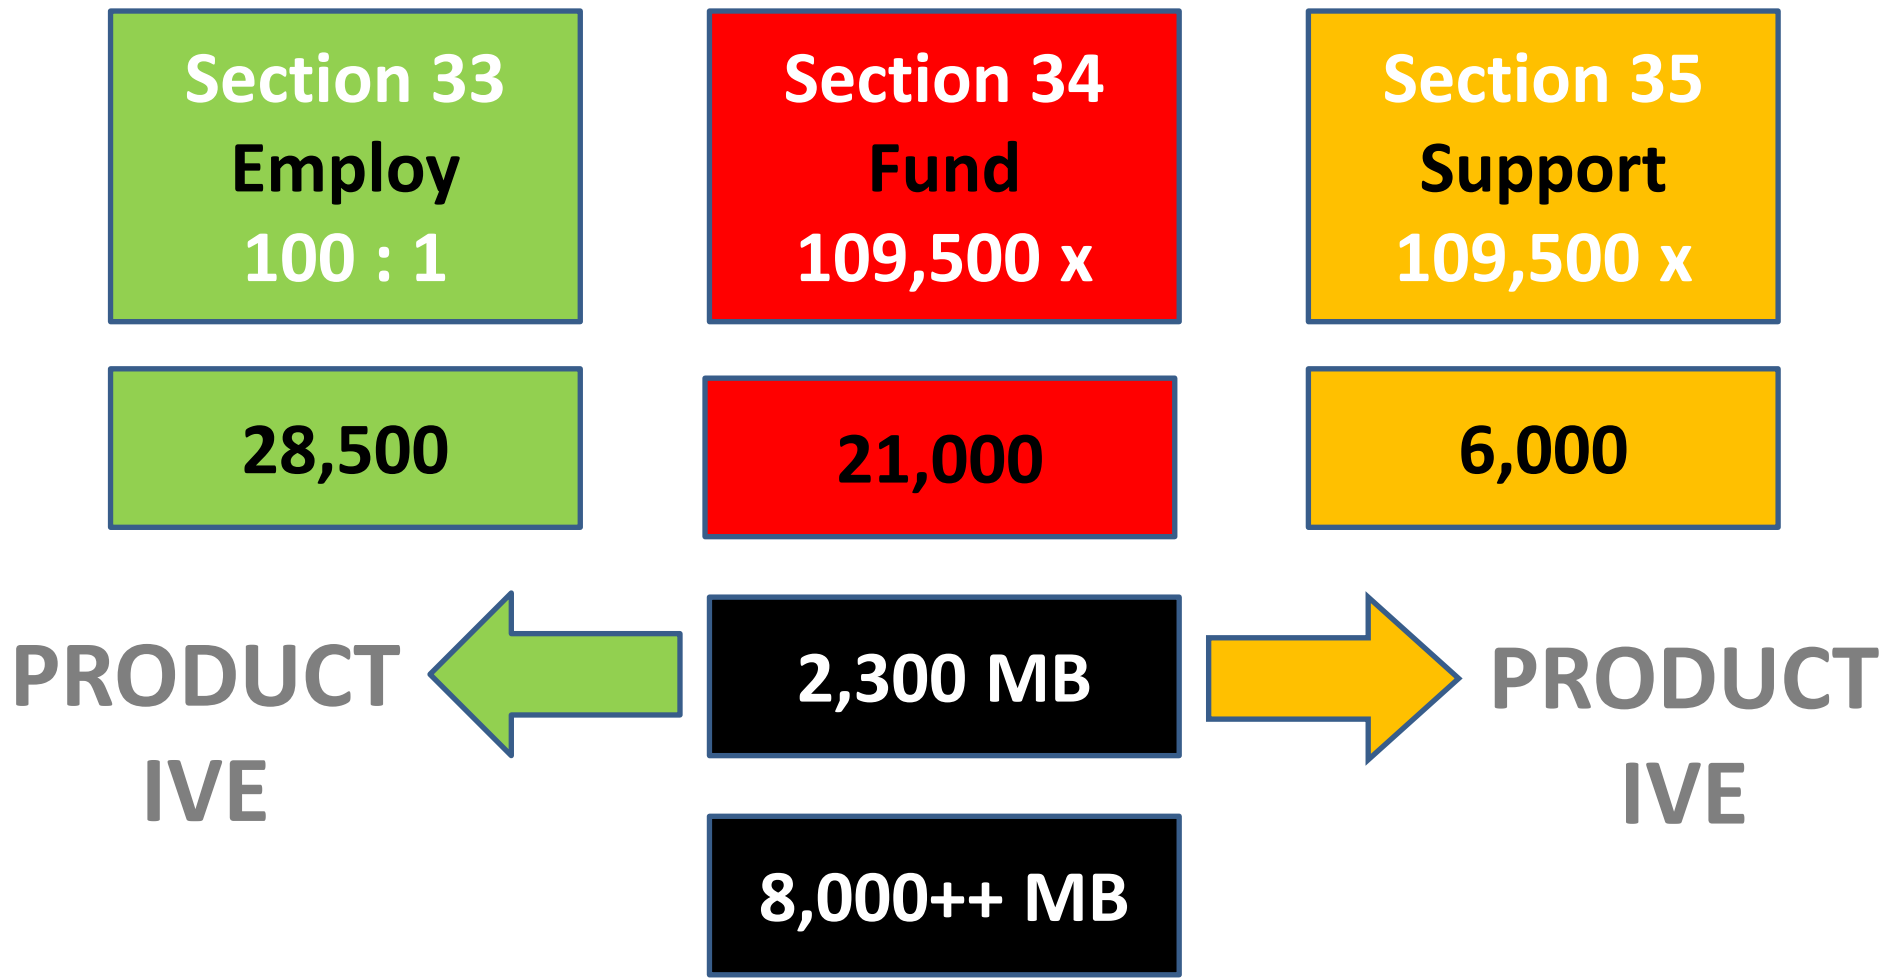 Section 33
Employ
100 : 1
Section 34
Fund
109,500 x
Section 35
Support
109,500 x
28,500
21,000
6,000
PRODUCT
IVE
2,300 MB
PRODUCT
IVE
8,000++ MB